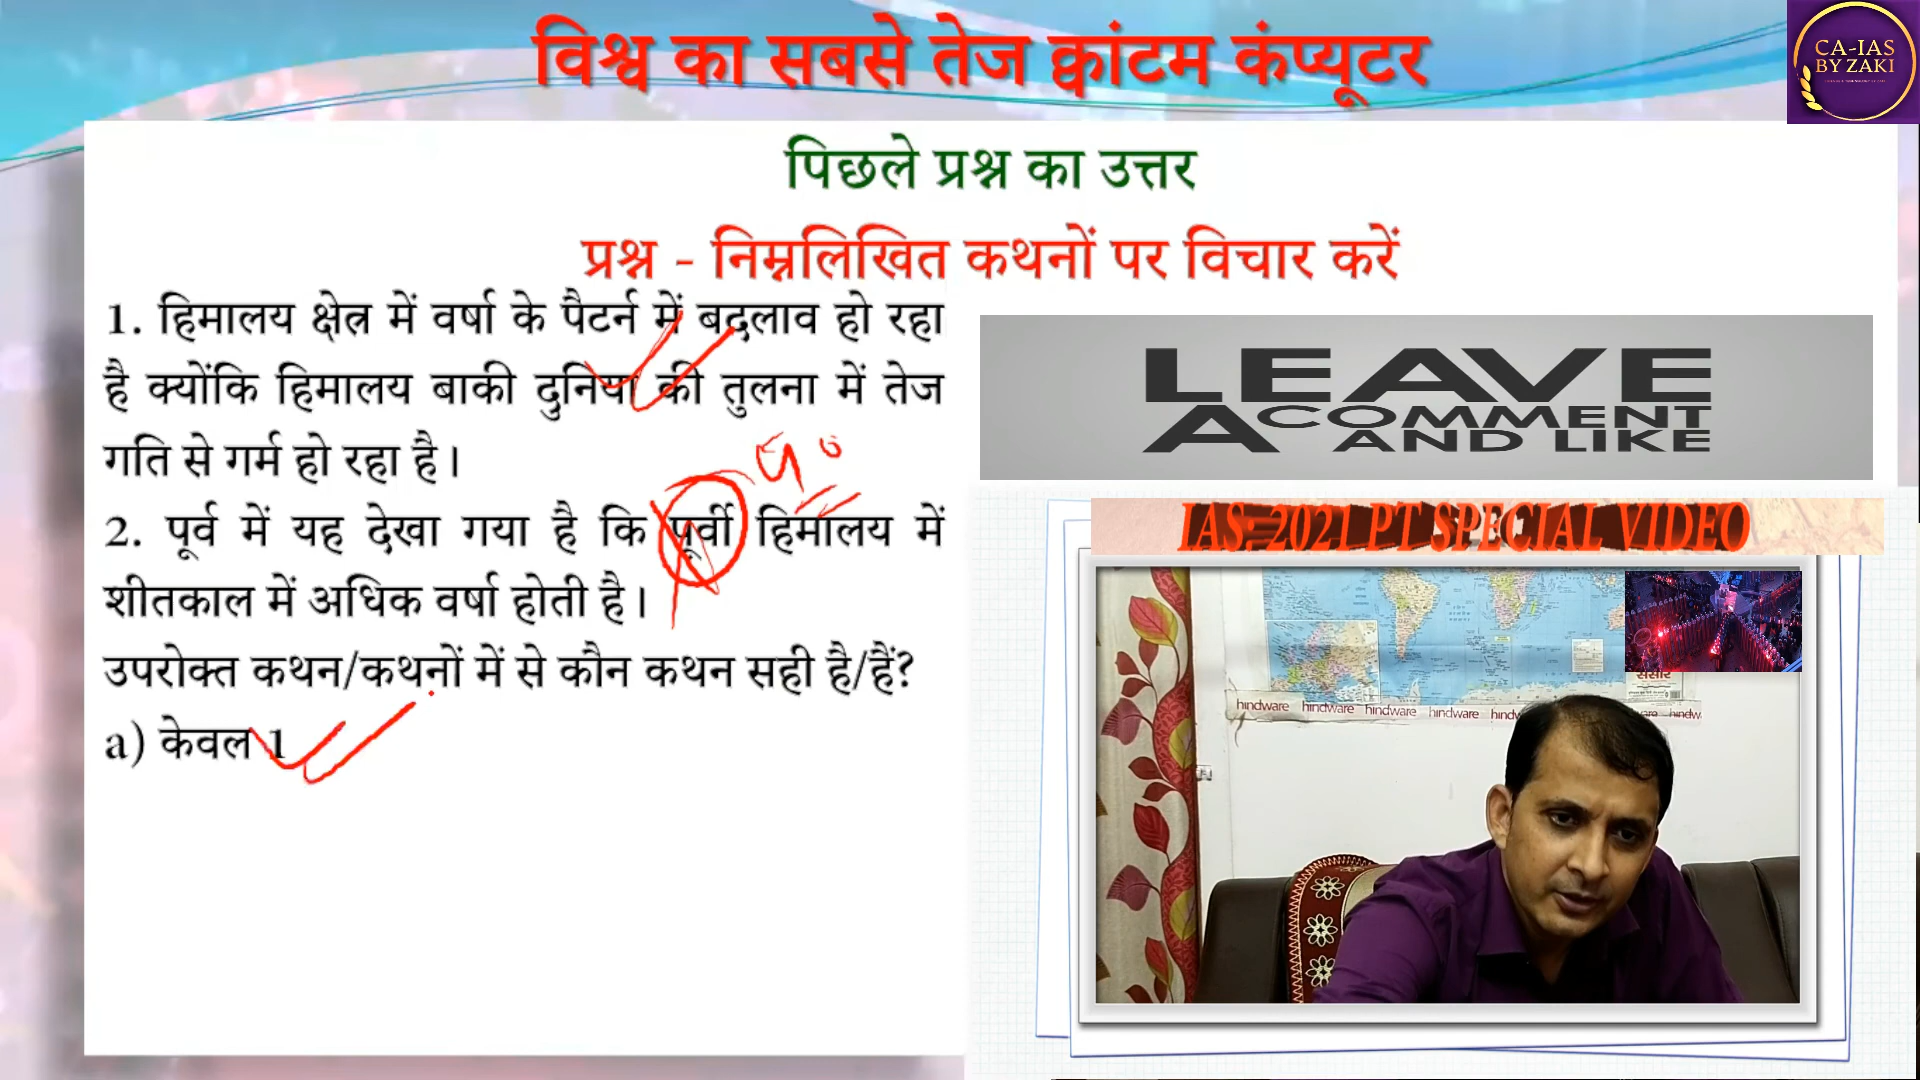 विश्व का सबसे तेज क्वांटम कंप्यूटर
CA-IAS
BY ZAKI
पिछले प्रश्न का उत्तर
प्रश्न - निम्नलिखित कथनों पर विचार करें
1. हिमालय क्षेत्र में वर्षा के पैटर्न में बदलाव हो रहा
है क्योंकि हिमालय बाकी दुनिया की तुलना में तेज
गति से गर्म हो रहा है।
2. पूर्व में यह देखा गया है कि पूर्वी हिमालय में
शीतकाल में अधिक वर्षा होती है।
उपरोक्त कथन/कथनों में से कौन कथन सही है/हैं?
a) केवल 1
प०
LEAVE
A COMMENT
AND LIKE
IAS- 2021 PT SPECIAL VIDEO
संसार
hindware hindware hindware hindware